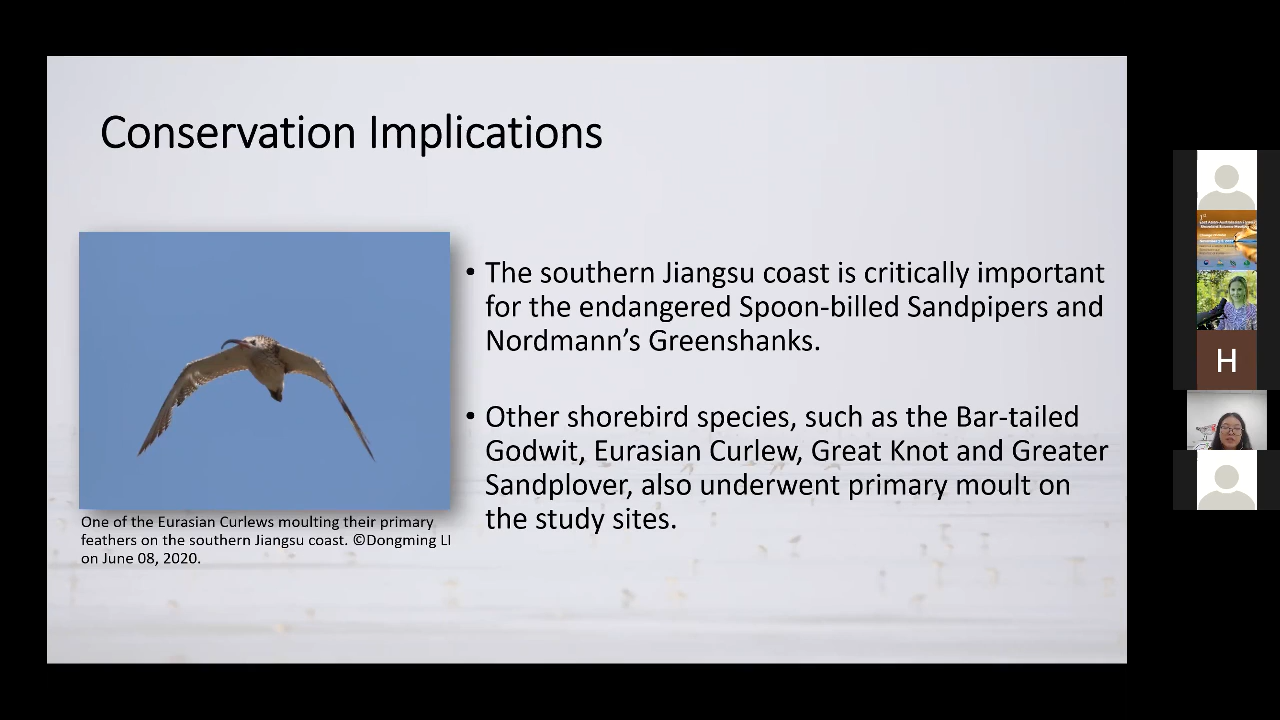 Conservation Implications
• The southern Jiangsu coast is critically important
for the endangered Spoon-billed Sandpipers and
Nordmann’s Greenshanks.
• Other shorebird species, such as the Bar-tailed
Godwit, Eurasian Curlew, Great Knot and Greater
Sandplover, also underwent primary moult on
the study sites.
One of the Eurasian Curlews moulting their primary
feathers on the southern Jiangsu coast. ©Dongming LI
on June 08, 2020.
1st
H